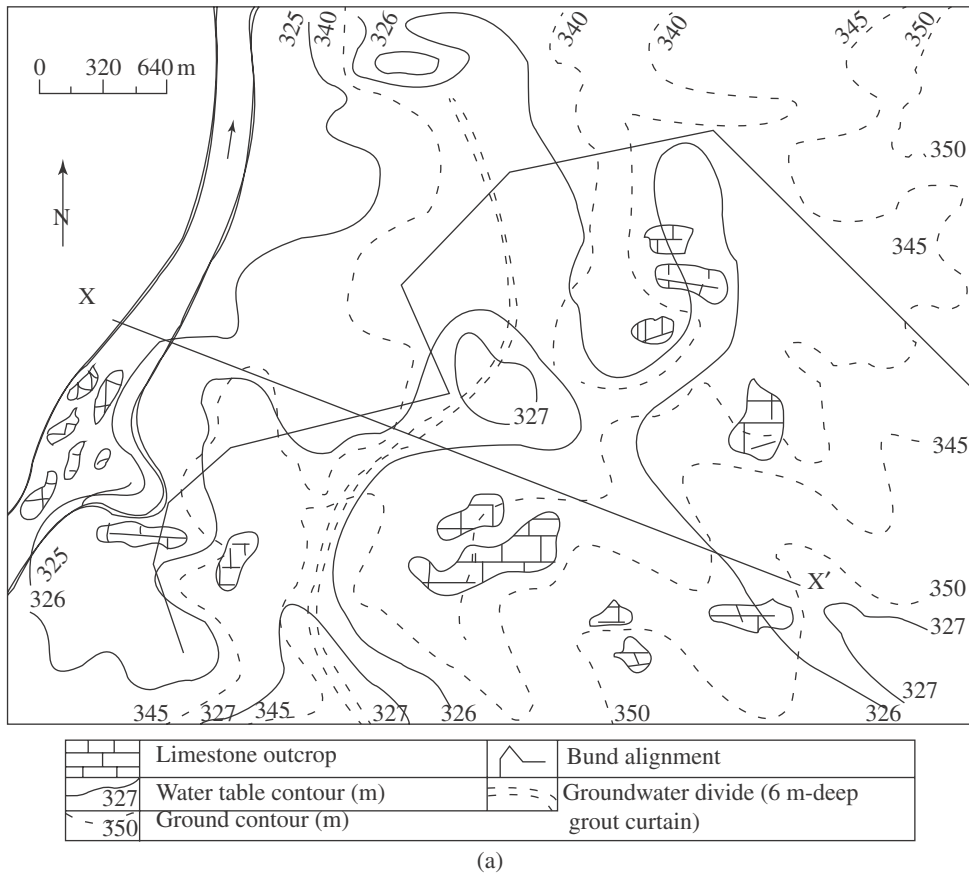 325
340
326
340
345
350
0 320 640 m
350
N
345
X
327
345
325
326
X′
350
327
327
345
327
345
327
326
350
326
Limestone outcrop
Bund alignment
327
Water table contour (m)
Groundwater divide (6 m-deep
grout curtain)
350
Ground contour (m)
(a)